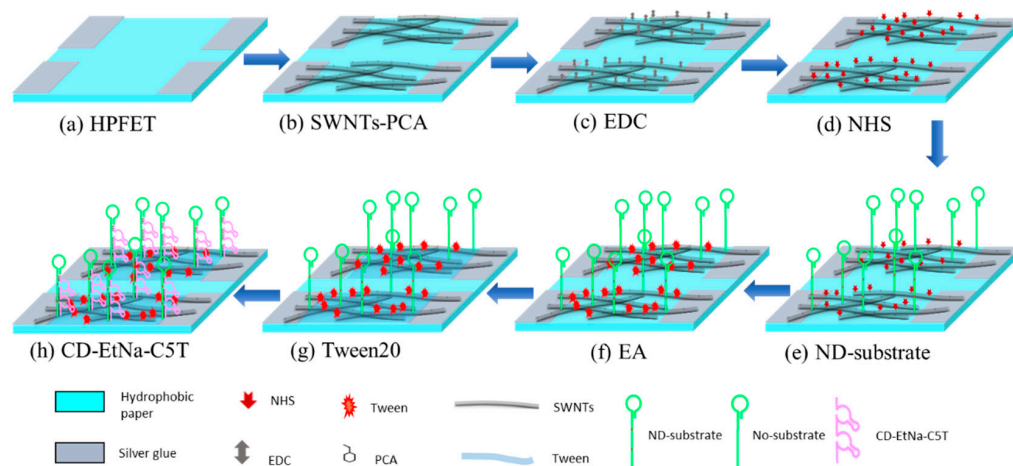 (a) HPFET
(b) SWNTs-PCA
(c) EDC
(d) NHS
(h) CD-EtNa-C5T
(g) Tween20
(f) EA
(e) ND-substrate
Hydrophobic
paper
NHS
Tween
SWNTs
ND-substrate
No-substrate
CD-EtNa-C5T
Silver glue
EDC
PCA
Tween